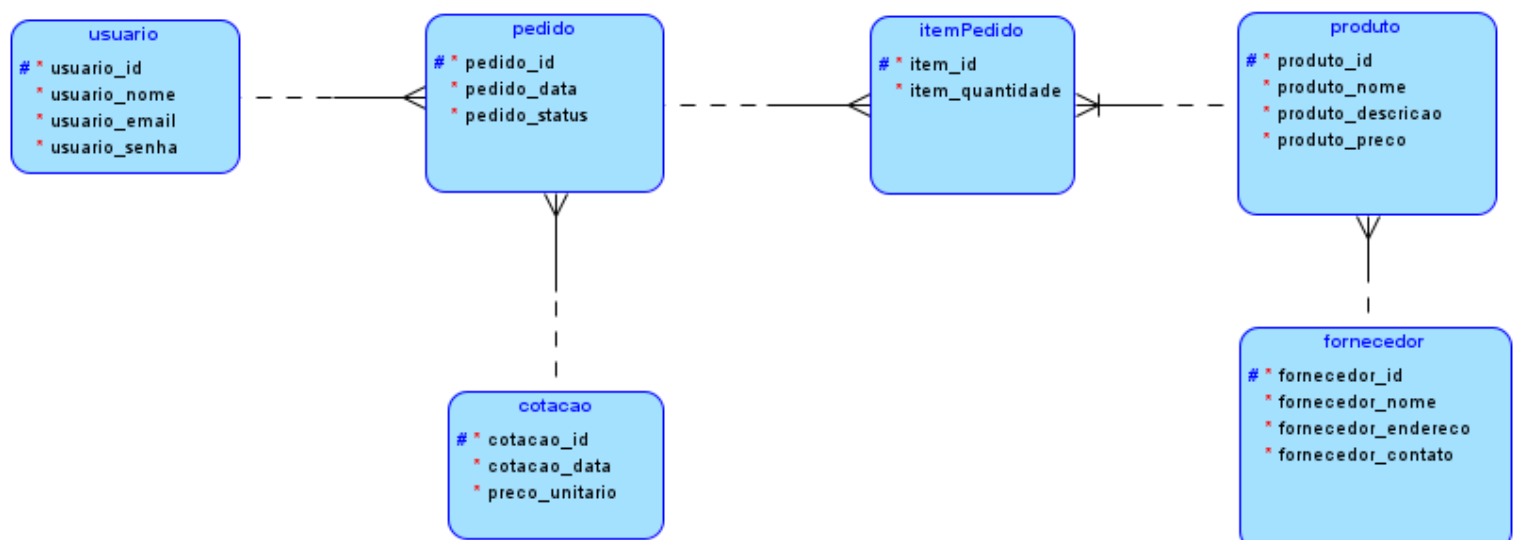 usuario
# * usuario_id
* usuario_nome
* usuario_email
* usuario_senha
pedido
# * pedido_id
* pedido_data
* pedido_status
itemPedido
# * item_id
* item_quantidade
produto
# * produto_id
* produto_nome
* produto_descricao
* produto_preco
cotacao
# * cotacao_id
* cotacao_data
* preco_unitario
fornecedor
# * fornecedor_id
* fornecedor_nome
* fornecedor_endereco
* fornecedor_contato